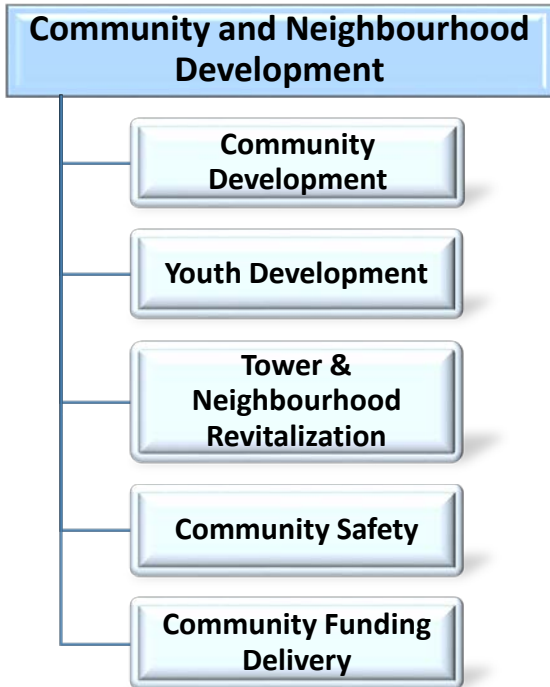 Community and Neighbourhood
Development
Community
Development
Youth Development
Tower &
Neighbourhood
Revitalization
Community Safety
Community Funding
Delivery